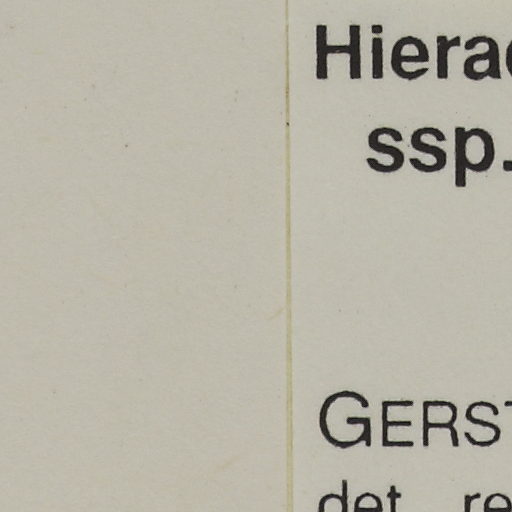 Hierac
ssp.
GERST
det. re